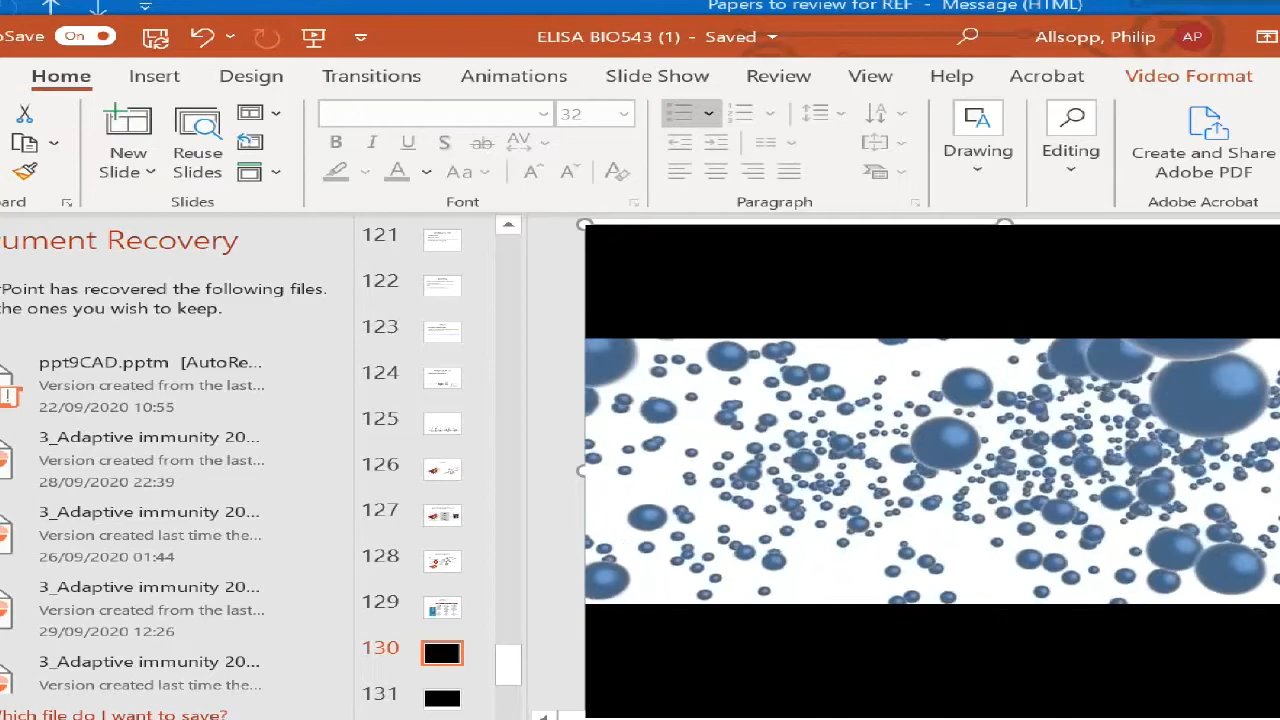 Papers to review for REF - Message (HTML)
oSave On ELISA BIO543 (1) - Saved Allsopp, Philip AP
Home Insert Design Transitions Animations Slide Show Review View Help Acrobat Video Format
32
New Slide
Reuse Slides
B I U S ab AV
Aa A A A A
Drawing
Editing
Create and Share
Adobe PDF
ard Slides Font Paragraph Adobe Acrobat
ument Recovery
rPoint has recovered the following files.
the ones you wish to keep.
ppt9CAD.pptm [AutoRe...
Version created from the last...
22/09/2020 10:55
3_Adaptive immunity 20...
Version created from the last...
28/09/2020 22:39
3_Adaptive immunity 20...
Version created last time the...
26/09/2020 01:44
3_Adaptive immunity 20...
Version created from the last...
29/09/2020 12:26
3_Adaptive immunity 20...
Version created last time the...
Which file do I want to save?
121
122
123
124
125
126
127
128
129
130
131